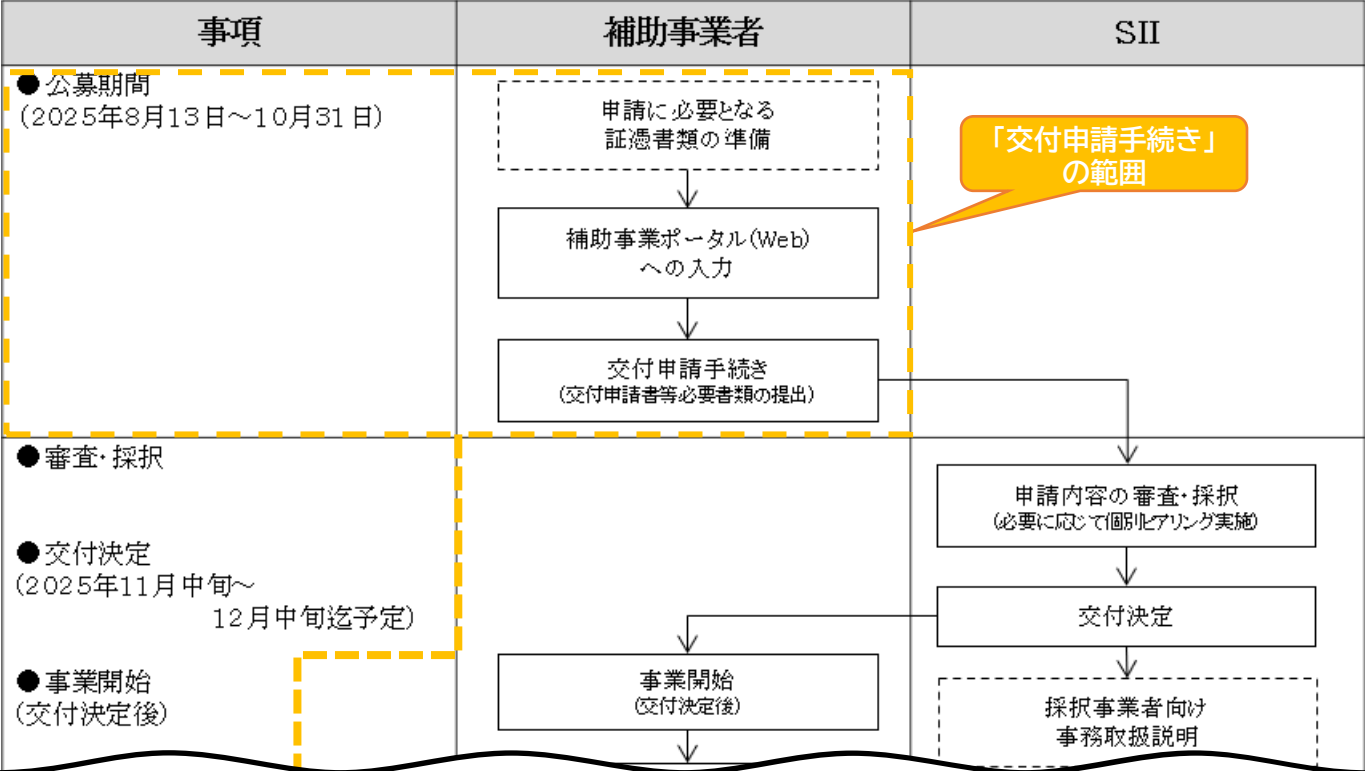 事項
補助事業者
SII
●公募期間
(2025年8月13日～10月31日)
申請に必要となる
証憑書類の準備
「交付申請手続き」
の範囲
補助事業ポータル(Web)
への入力
交付申請手続き
(交付申請書等必要書類の提出)
●審査・採択
申請内容の審査・採択
(必要に応じて個別ヒアリング実施)
●交付決定
(2025年11月中旬～
12月中旬迄予定)
交付決定
●事業開始
(交付決定後)
事業開始
(交付決定後)
採択事業者向け
事務取扱説明